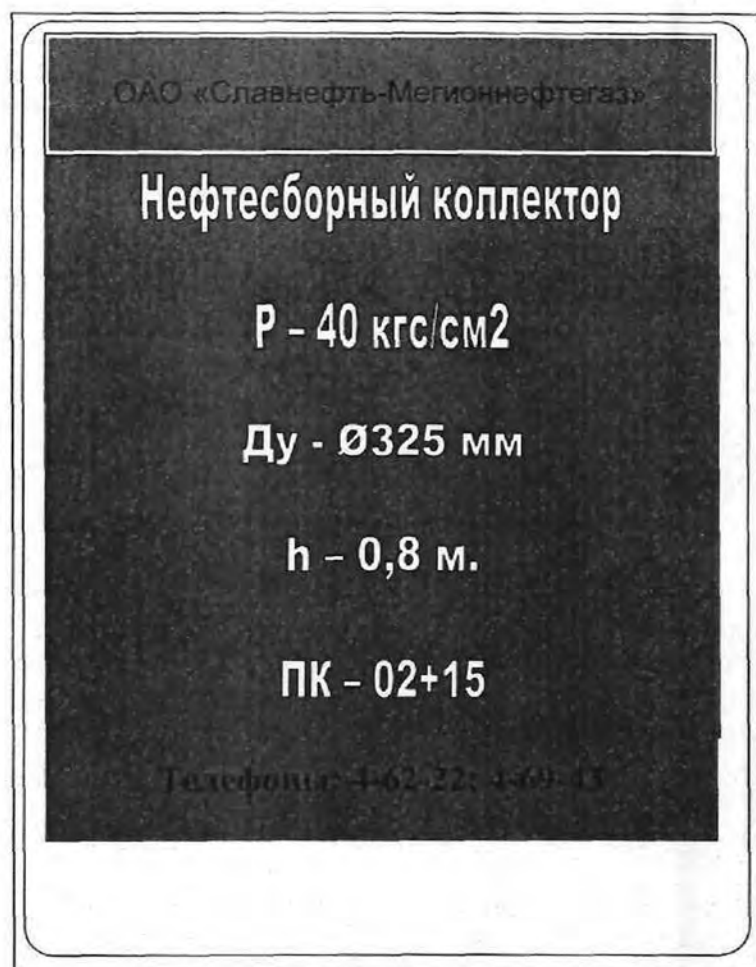 ОАО «Славнефть-Мегионнефтегаз»
Нефтесборный коллектор
Р – 40 кгс/см2
Ду - Ø325 мм
h – 0,8 м.
ПК – 02+15
Телефоны: 4-62-22; 4-69-43